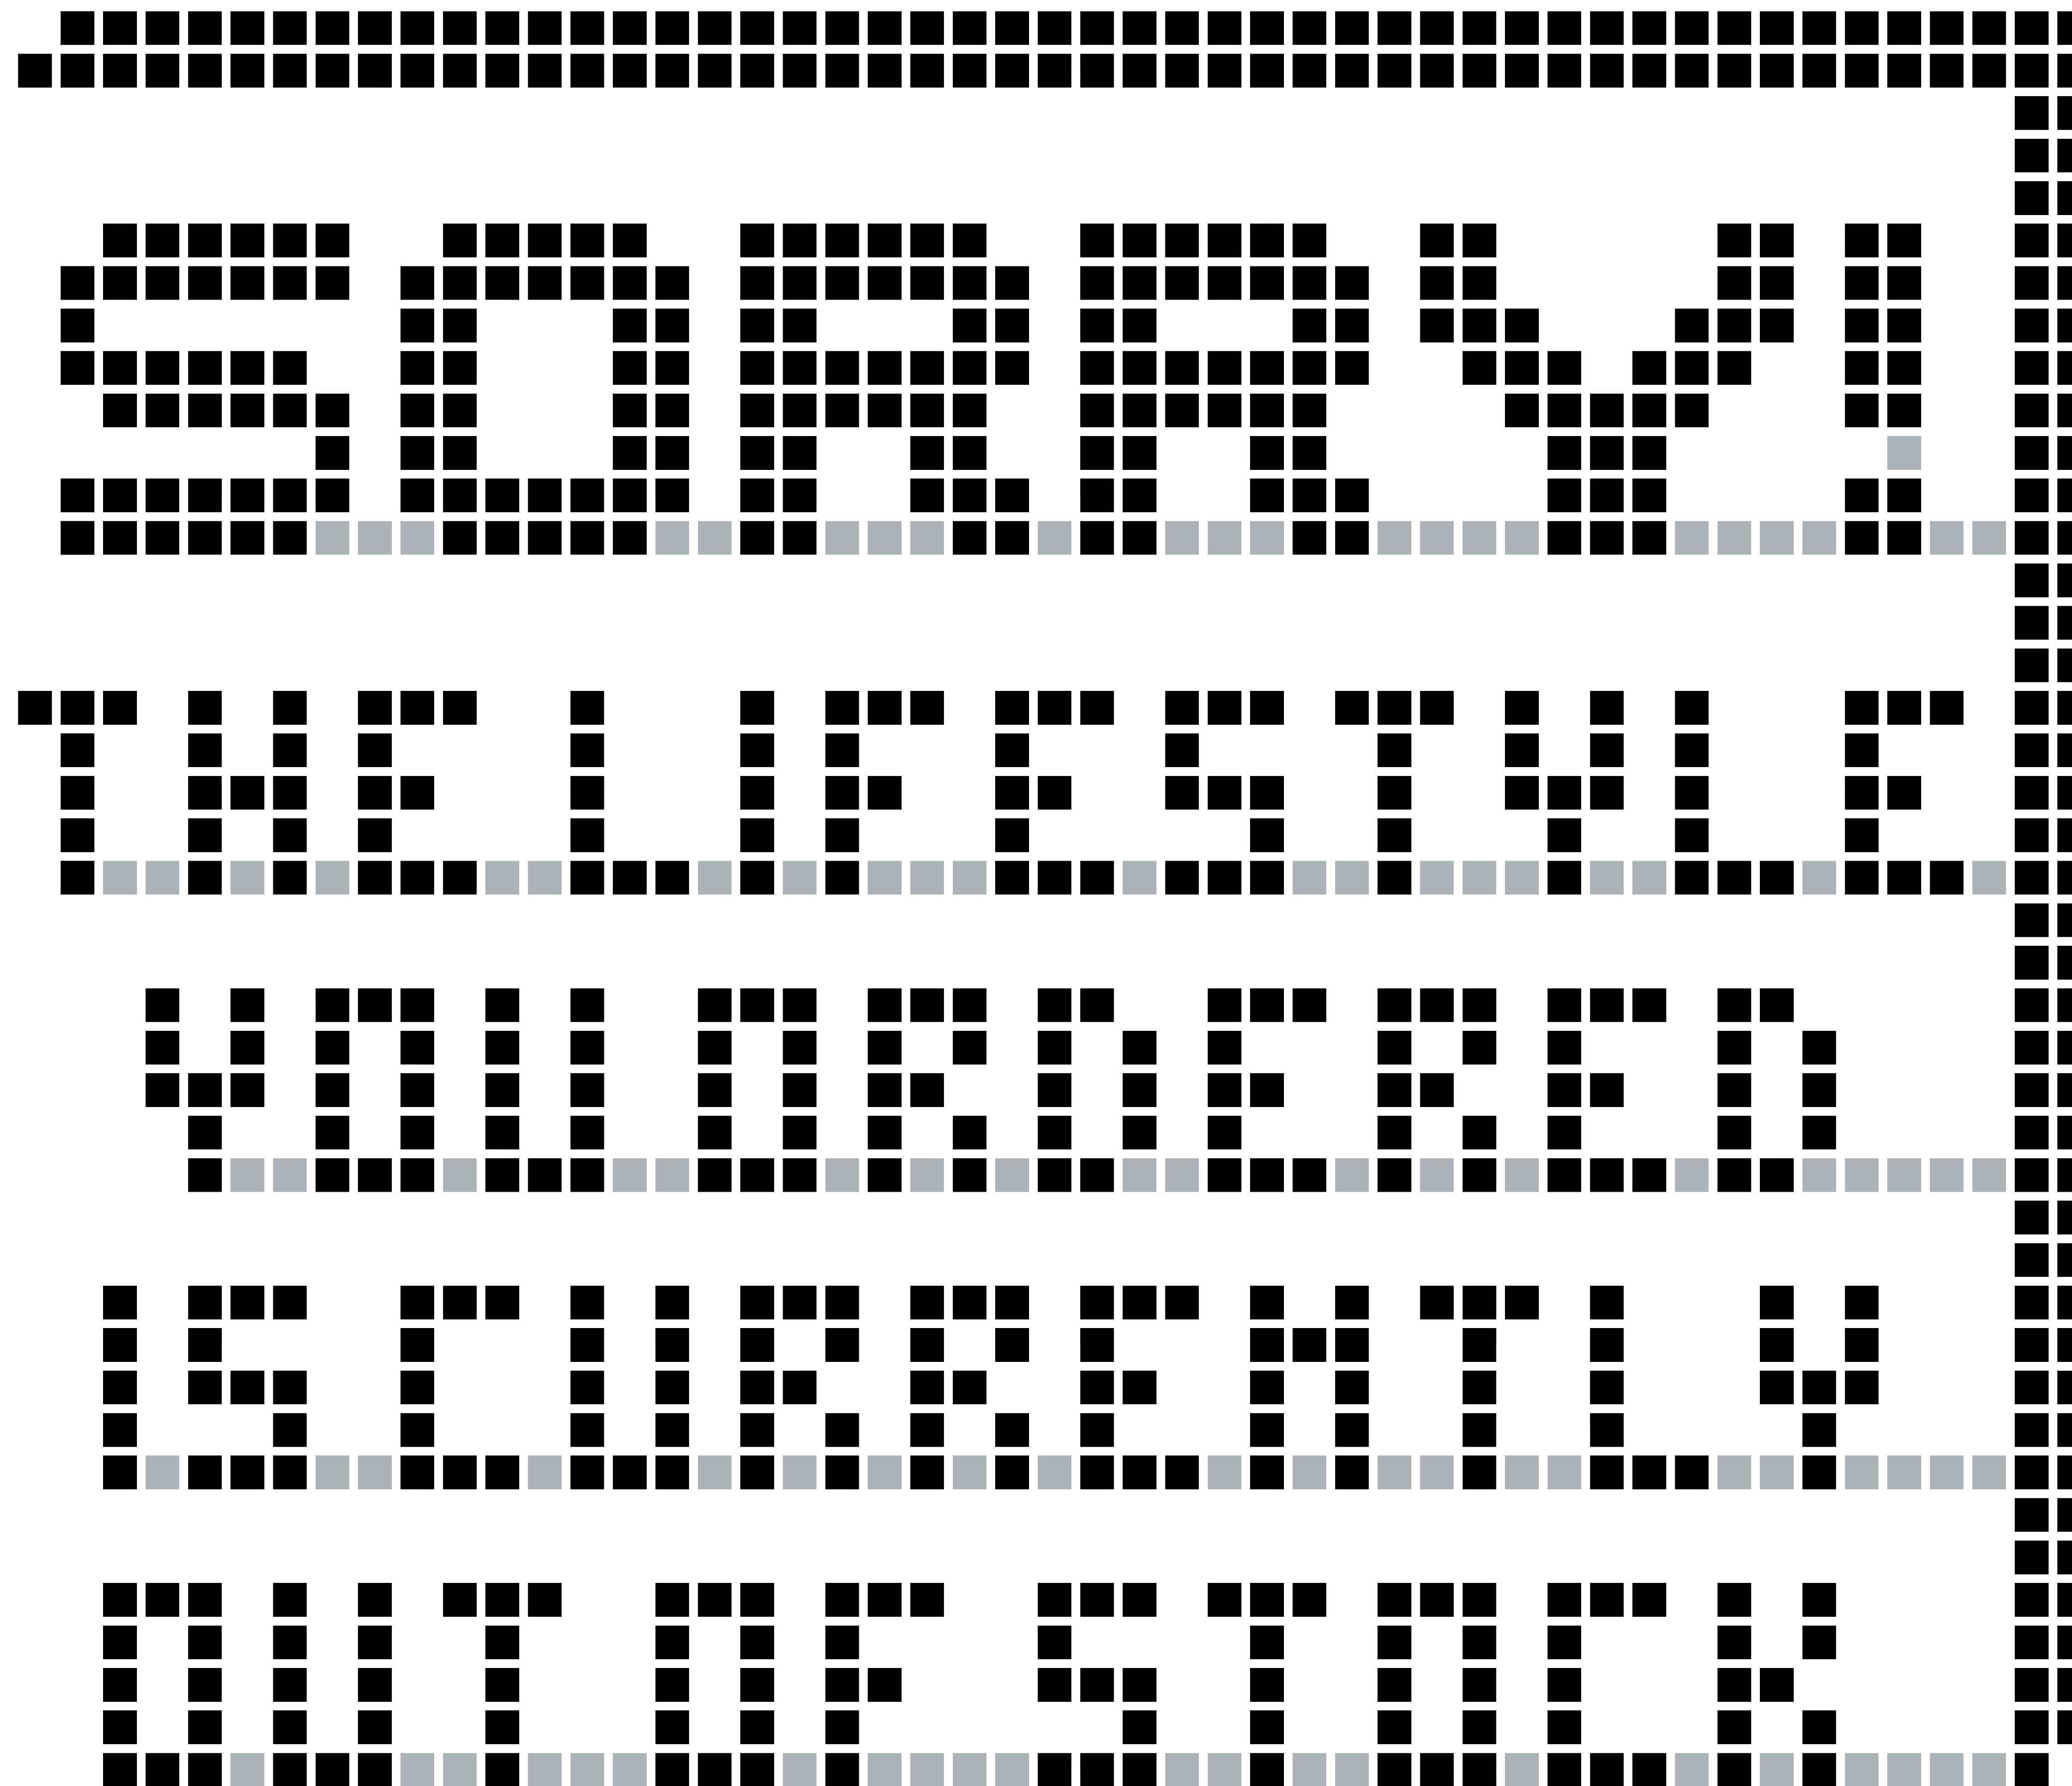 SORRY!
THE LIFESTYLE
YOU ORDERED
IS CURRENTLY
OUT OF STOCK